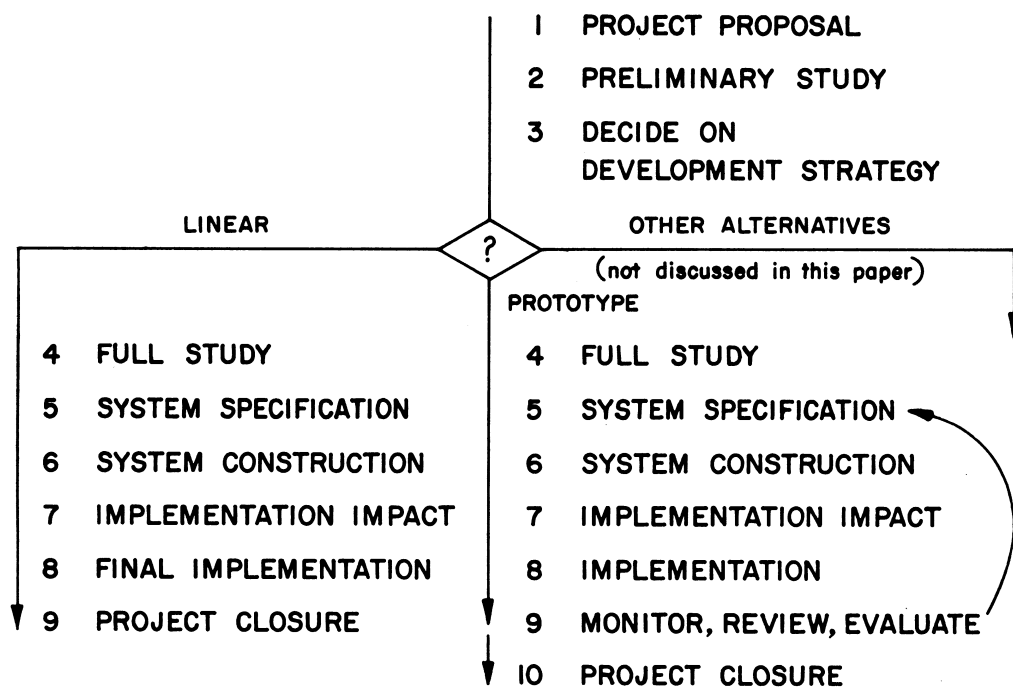 1 PROJECT PROPOSAL
2 PRELIMINARY STUDY
3 DECIDE ON
DEVELOPMENT STRATEGY
LINEAR
?
OTHER ALTERNATIVES
(not discussed in this paper)
PROTOTYPE
4 FULL STUDY
5 SYSTEM SPECIFICATION
6 SYSTEM CONSTRUCTION
7 IMPLEMENTATION IMPACT
8 FINAL IMPLEMENTATION
9 PROJECT CLOSURE
4 FULL STUDY
5 SYSTEM SPECIFICATION
6 SYSTEM CONSTRUCTION
7 IMPLEMENTATION IMPACT
8 IMPLEMENTATION
9 MONITOR, REVIEW, EVALUATE
10 PROJECT CLOSURE